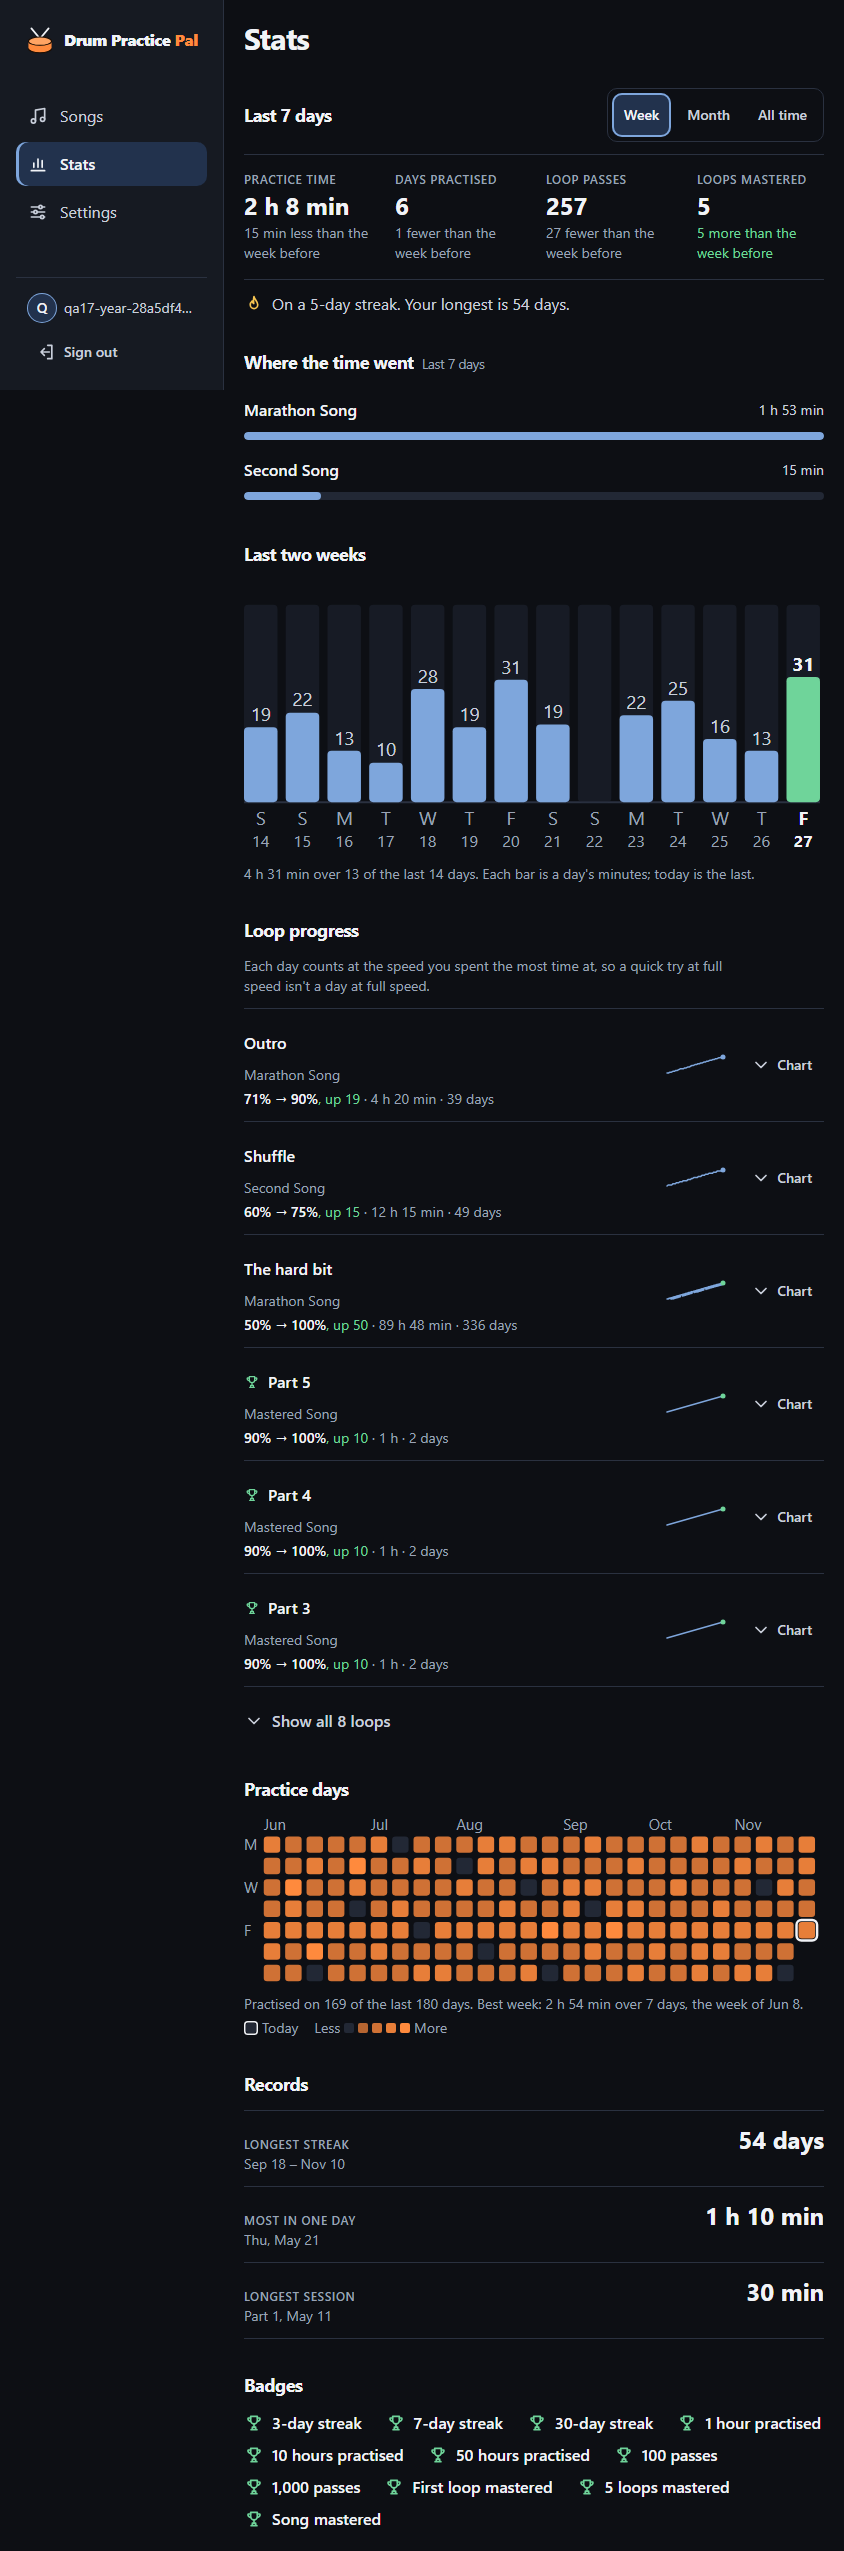 Drum Practice Pal
Songs
Stats
Settings
Q qa17-year-28a5df4...
Sign out
Stats
Last 7 days
Week Month All time
PRACTICE TIME
2 h 8 min
15 min less than the
week before
DAYS PRACTISED
6
1 fewer than the
week before
LOOP PASSES
257
27 fewer than the
week before
LOOPS MASTERED
5
5 more than the
week before
On a 5-day streak. Your longest is 54 days.
Where the time went Last 7 days
Marathon Song 1 h 53 min
Second Song 15 min
Last two weeks
19 22 13 10 28 19 31 19 22 25 16 13 31
S S M T W T F S S M T W T F
14 15 16 17 18 19 20 21 22 23 24 25 26 27
4 h 31 min over 13 of the last 14 days. Each bar is a day's minutes; today is the last.
Loop progress
Each day counts at the speed you spent the most time at, so a quick try at full
speed isn't a day at full speed.
Outro
Marathon Song
71% → 90%, up 19 · 4 h 20 min · 39 days
Chart
Shuffle
Second Song
60% → 75%, up 15 · 12 h 15 min · 49 days
Chart
The hard bit
Marathon Song
50% → 100%, up 50 · 89 h 48 min · 336 days
Chart
Part 5
Mastered Song
90% → 100%, up 10 · 1 h · 2 days
Chart
Part 4
Mastered Song
90% → 100%, up 10 · 1 h · 2 days
Chart
Part 3
Mastered Song
90% → 100%, up 10 · 1 h · 2 days
Chart
Show all 8 loops
Practice days
Jun Jul Aug Sep Oct Nov
M
W
F
Practised on 169 of the last 180 days. Best week: 2 h 54 min over 7 days, the week of Jun 8.
Today Less More
Records
LONGEST STREAK
Sep 18 – Nov 10
54 days
MOST IN ONE DAY
Thu, May 21
1 h 10 min
LONGEST SESSION
Part 1, May 11
30 min
Badges
3-day streak 7-day streak 30-day streak 1 hour practised
10 hours practised 50 hours practised 100 passes
1,000 passes First loop mastered 5 loops mastered
Song mastered